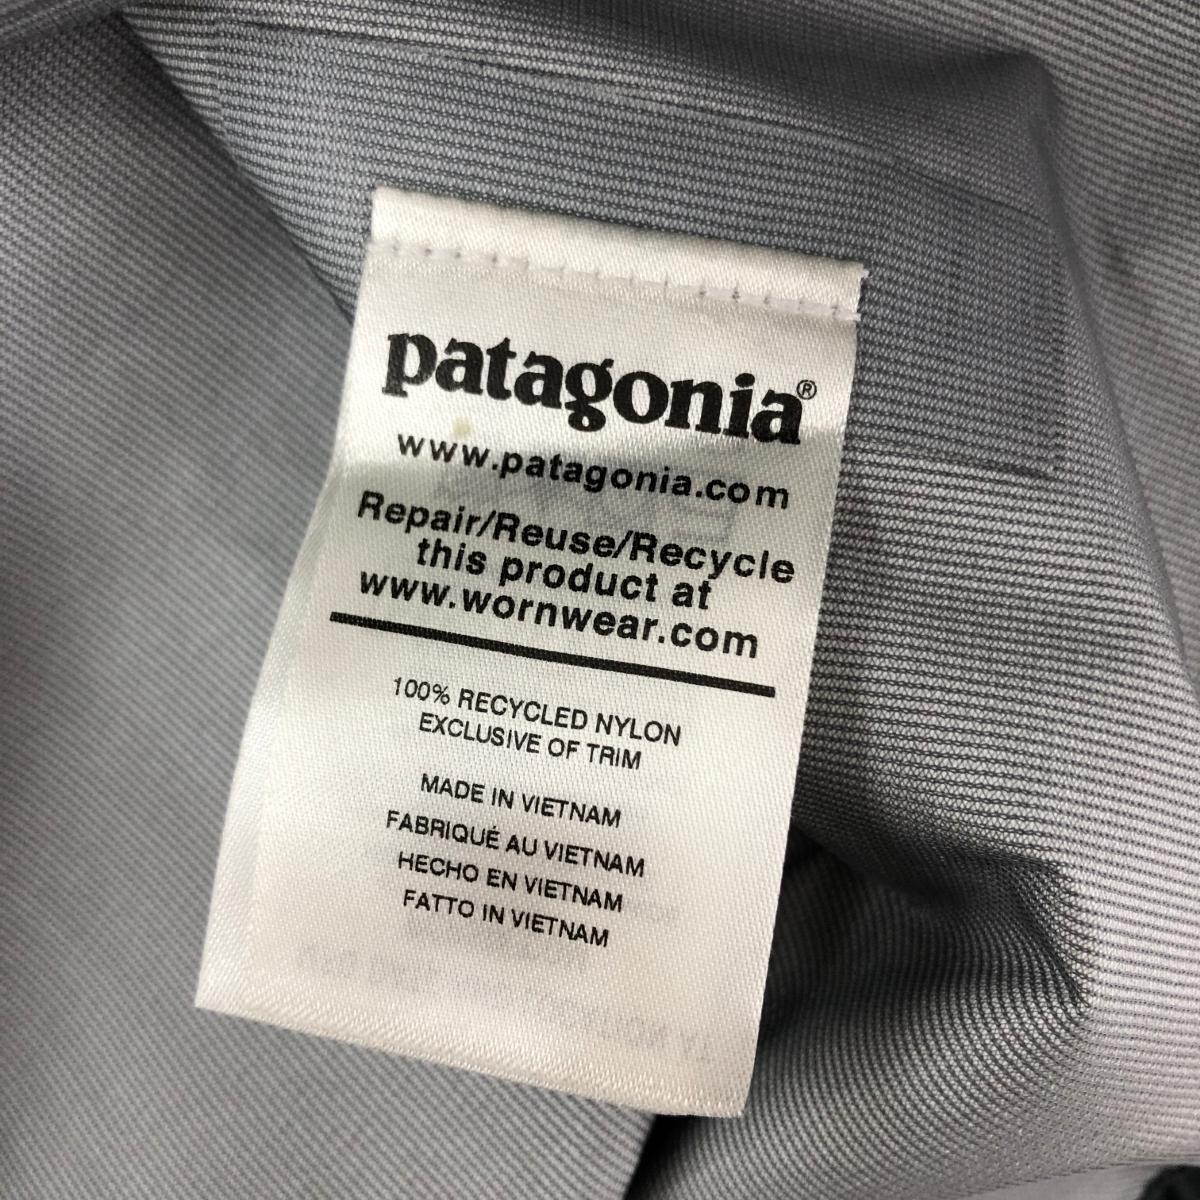 patagonia®
www.patagonia.com
Repair/Reuse/Recycle
this product at
www.wornwear.com
100% RECYCLED NYLON
EXCLUSIVE OF TRIM
MADE IN VIETNAM
FABRIQUÉ AU VIETNAM
HECHO EN VIETNAM
FATTO IN VIETNAM